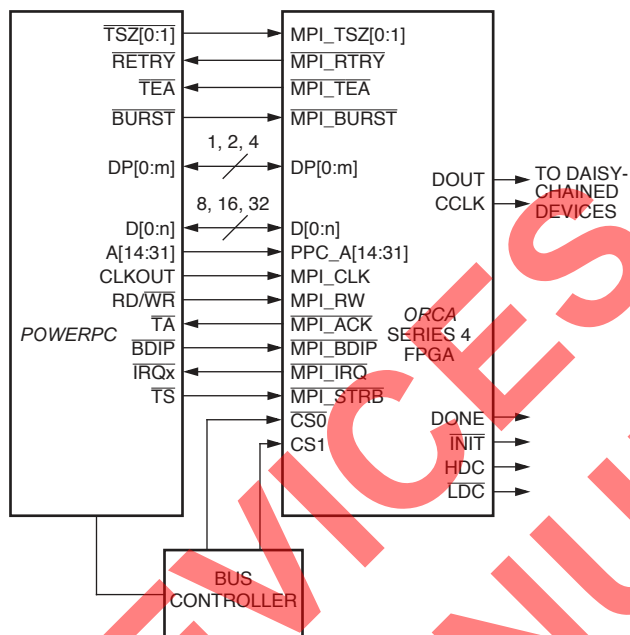 TSZ[0:1] MPI_TSZ[0:1]
RETRY MPI_RTRY
TEA MPI_TEA
BURST MPI_BURST
1, 2, 4
DP[0:m] DP[0:m]
DOUT TO DAISY-
CHAINED
CCLK DEVICES
8, 16, 32
D[0:n] D[0:n]
A[14:31] PPC_A[14:31]
CLKOUT MPI_CLK
RD/WR MPI_RW
TA MPI_ACK
ORCA
POWERPC
SERIES 4
BDIP MPI_BDIP
FPGA
IRQx MPI_IRQ
TS MPI_STRB
CS0 DONE
CS1 INIT
HDC
LDC
BUS
CONTROLLER